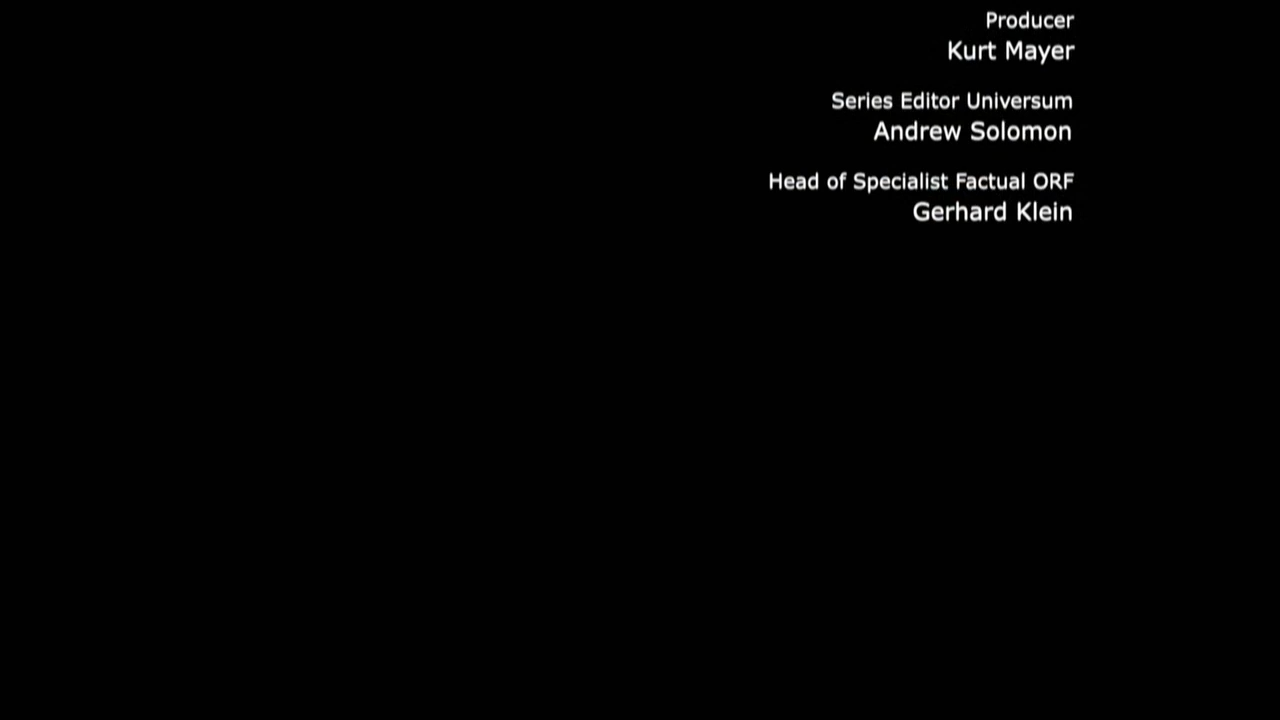 Producer
Kurt Mayer
Series Editor Universum
Andrew Solomon
Head of Specialist Factual ORF
Gerhard Klein